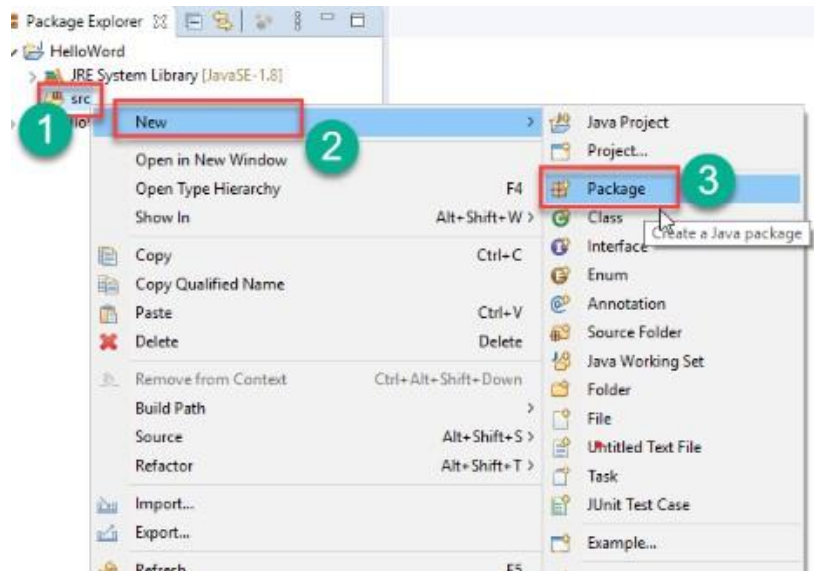 Package Explorer
HelloWord
JRE System Library [JavaSE-1.8]
src
1
New
2
Open in New Window
Open Type Hierarchy F4
Show In Alt+Shift+W >
Copy Ctrl+C
Copy Qualified Name
Paste Ctrl+V
Delete Delete
Remove from Context Ctrl+Alt+Shift+Down
Build Path >
Source Alt+Shift+S >
Refactor Alt+Shift+T >
Import...
Export...
Refresh F5
Java Project
Project...
Package
3
Class
Create a Java package
Interface
Enum
Annotation
Source Folder
Java Working Set
Folder
File
Untitled Text File
Task
JUnit Test Case
Example...